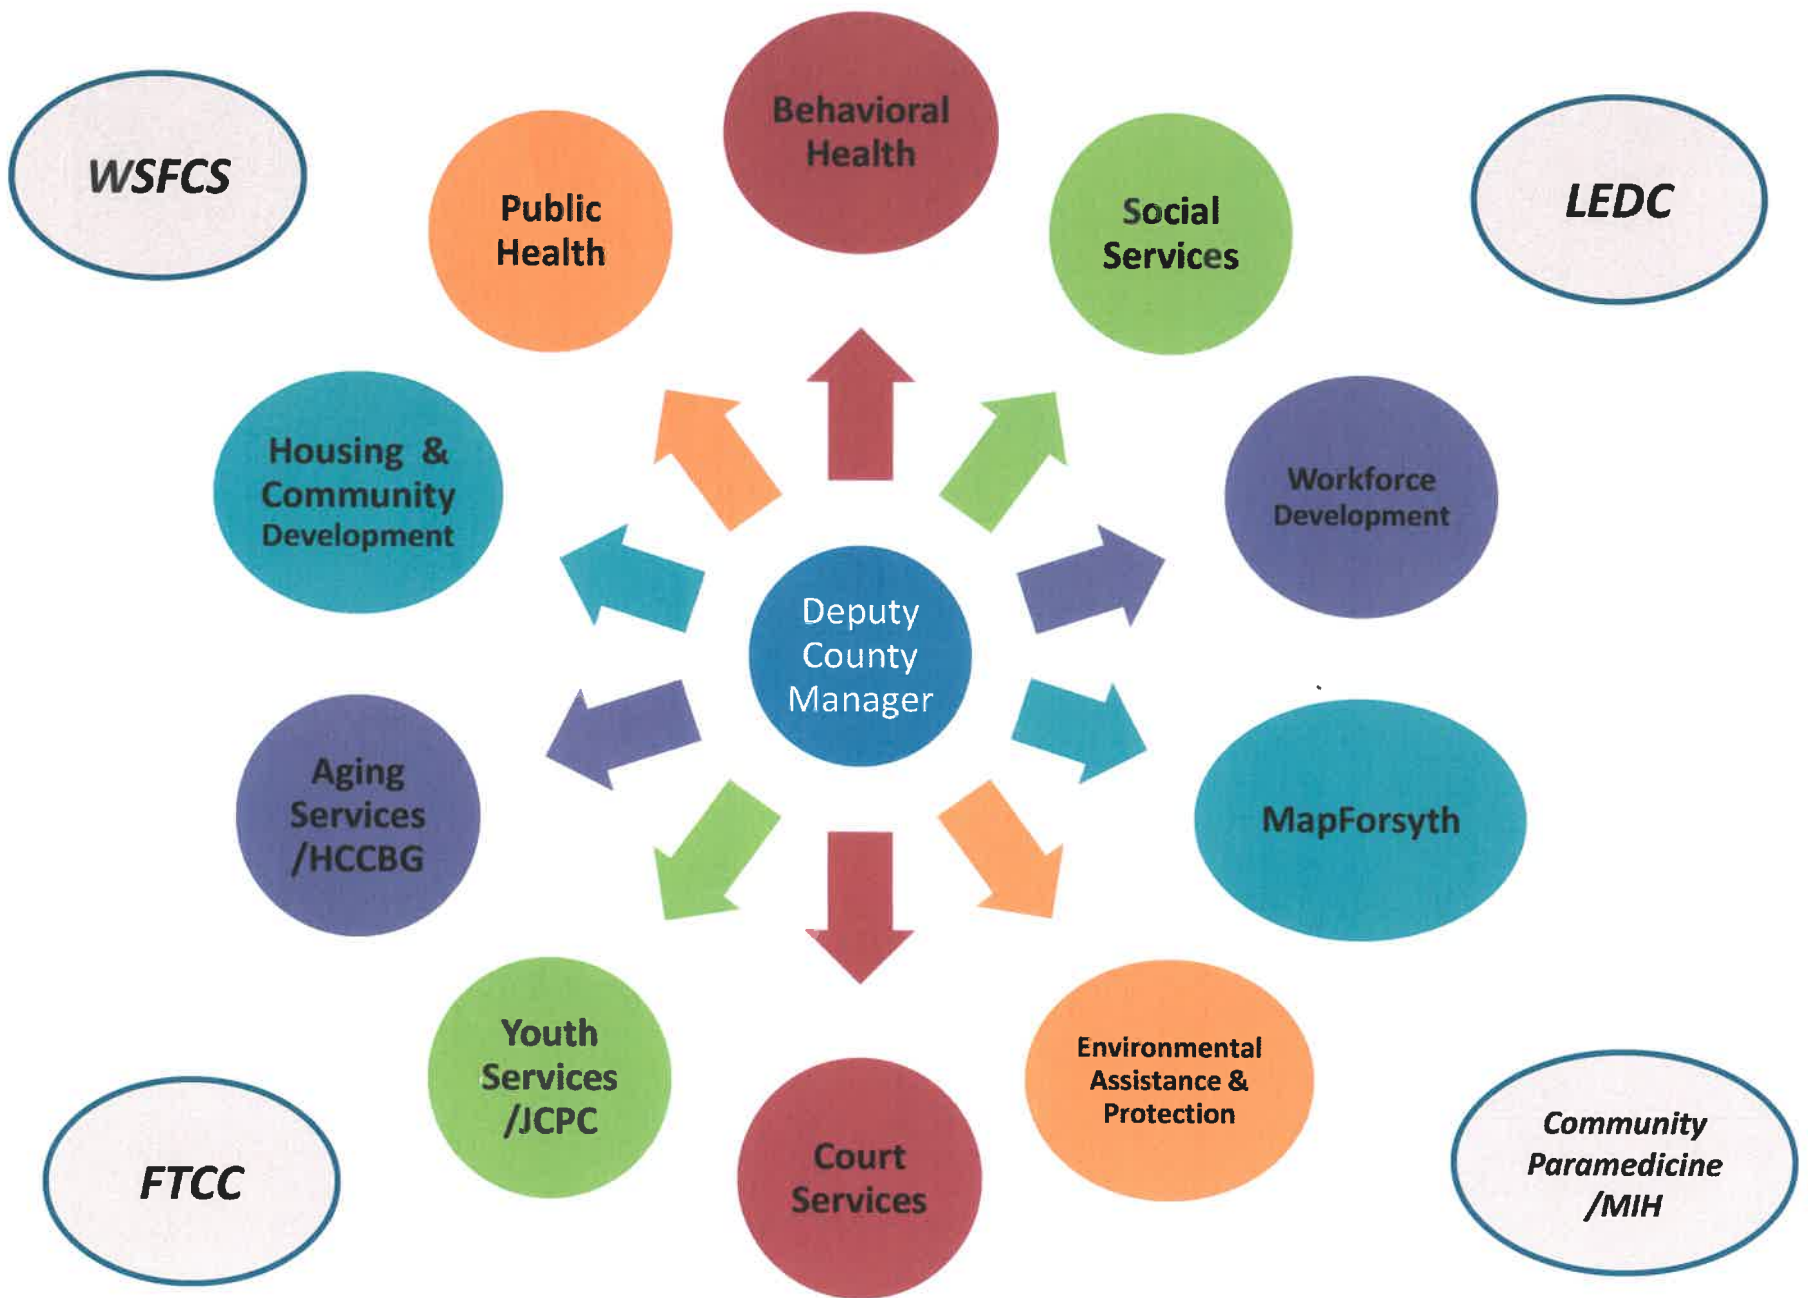 Behavioral
Health
WSFCS
Public
Health
Social
Services
LEDC
Housing &
Community
Development
Workforce
Development
Deputy
County
Manager
Aging
Services
/HCCBG
MapForsyth
Youth
Services
/JCPC
Environmental
Assistance &
Protection
FTCC
Court
Services
Community
Paramedicine
/MIH